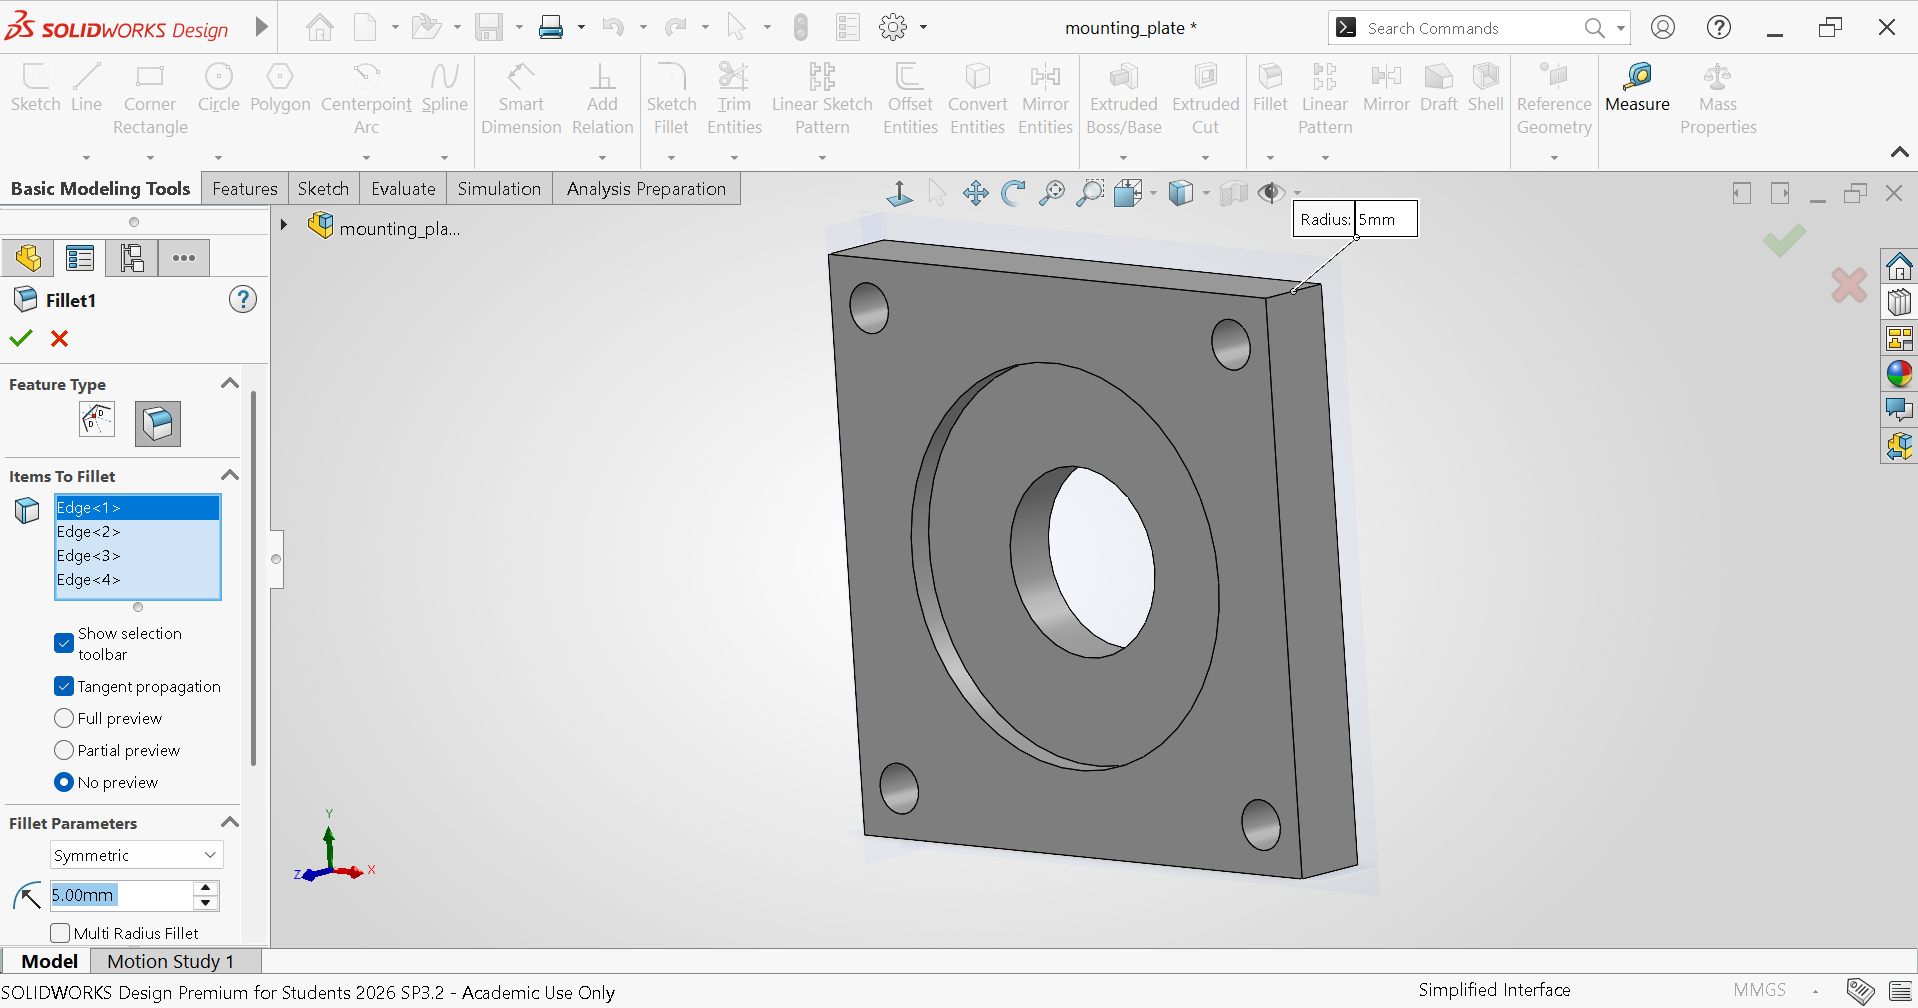 SOLIDWORKS Design
mounting_plate *
Search Commands
Sketch
Line
Corner Rectangle
Circle
Polygon
Centerpoint Arc
Spline
Smart Dimension
Add Relation
Sketch Fillet
Trim Entities
Linear Sketch Pattern
Offset Entities
Convert Entities
Mirror Entities
Extruded Boss/Base
Extruded Cut
Fillet
Linear Pattern
Mirror
Draft
Shell
Reference Geometry
Measure
Mass Properties
Basic Modeling Tools
Features
Sketch
Evaluate
Simulation
Analysis Preparation
mounting_pla...
Radius: 5mm
Fillet1
Feature Type
Items To Fillet
Edge<1>
Edge<2>
Edge<3>
Edge<4>
Show selection
toolbar
Tangent propagation
Full preview
Partial preview
No preview
Fillet Parameters
Symmetric
5.00mm
Multi Radius Fillet
Y
Z
X
Model
Motion Study 1
SOLIDWORKS Design Premium for Students 2026 SP3.2 - Academic Use Only
Simplified Interface
MMGS